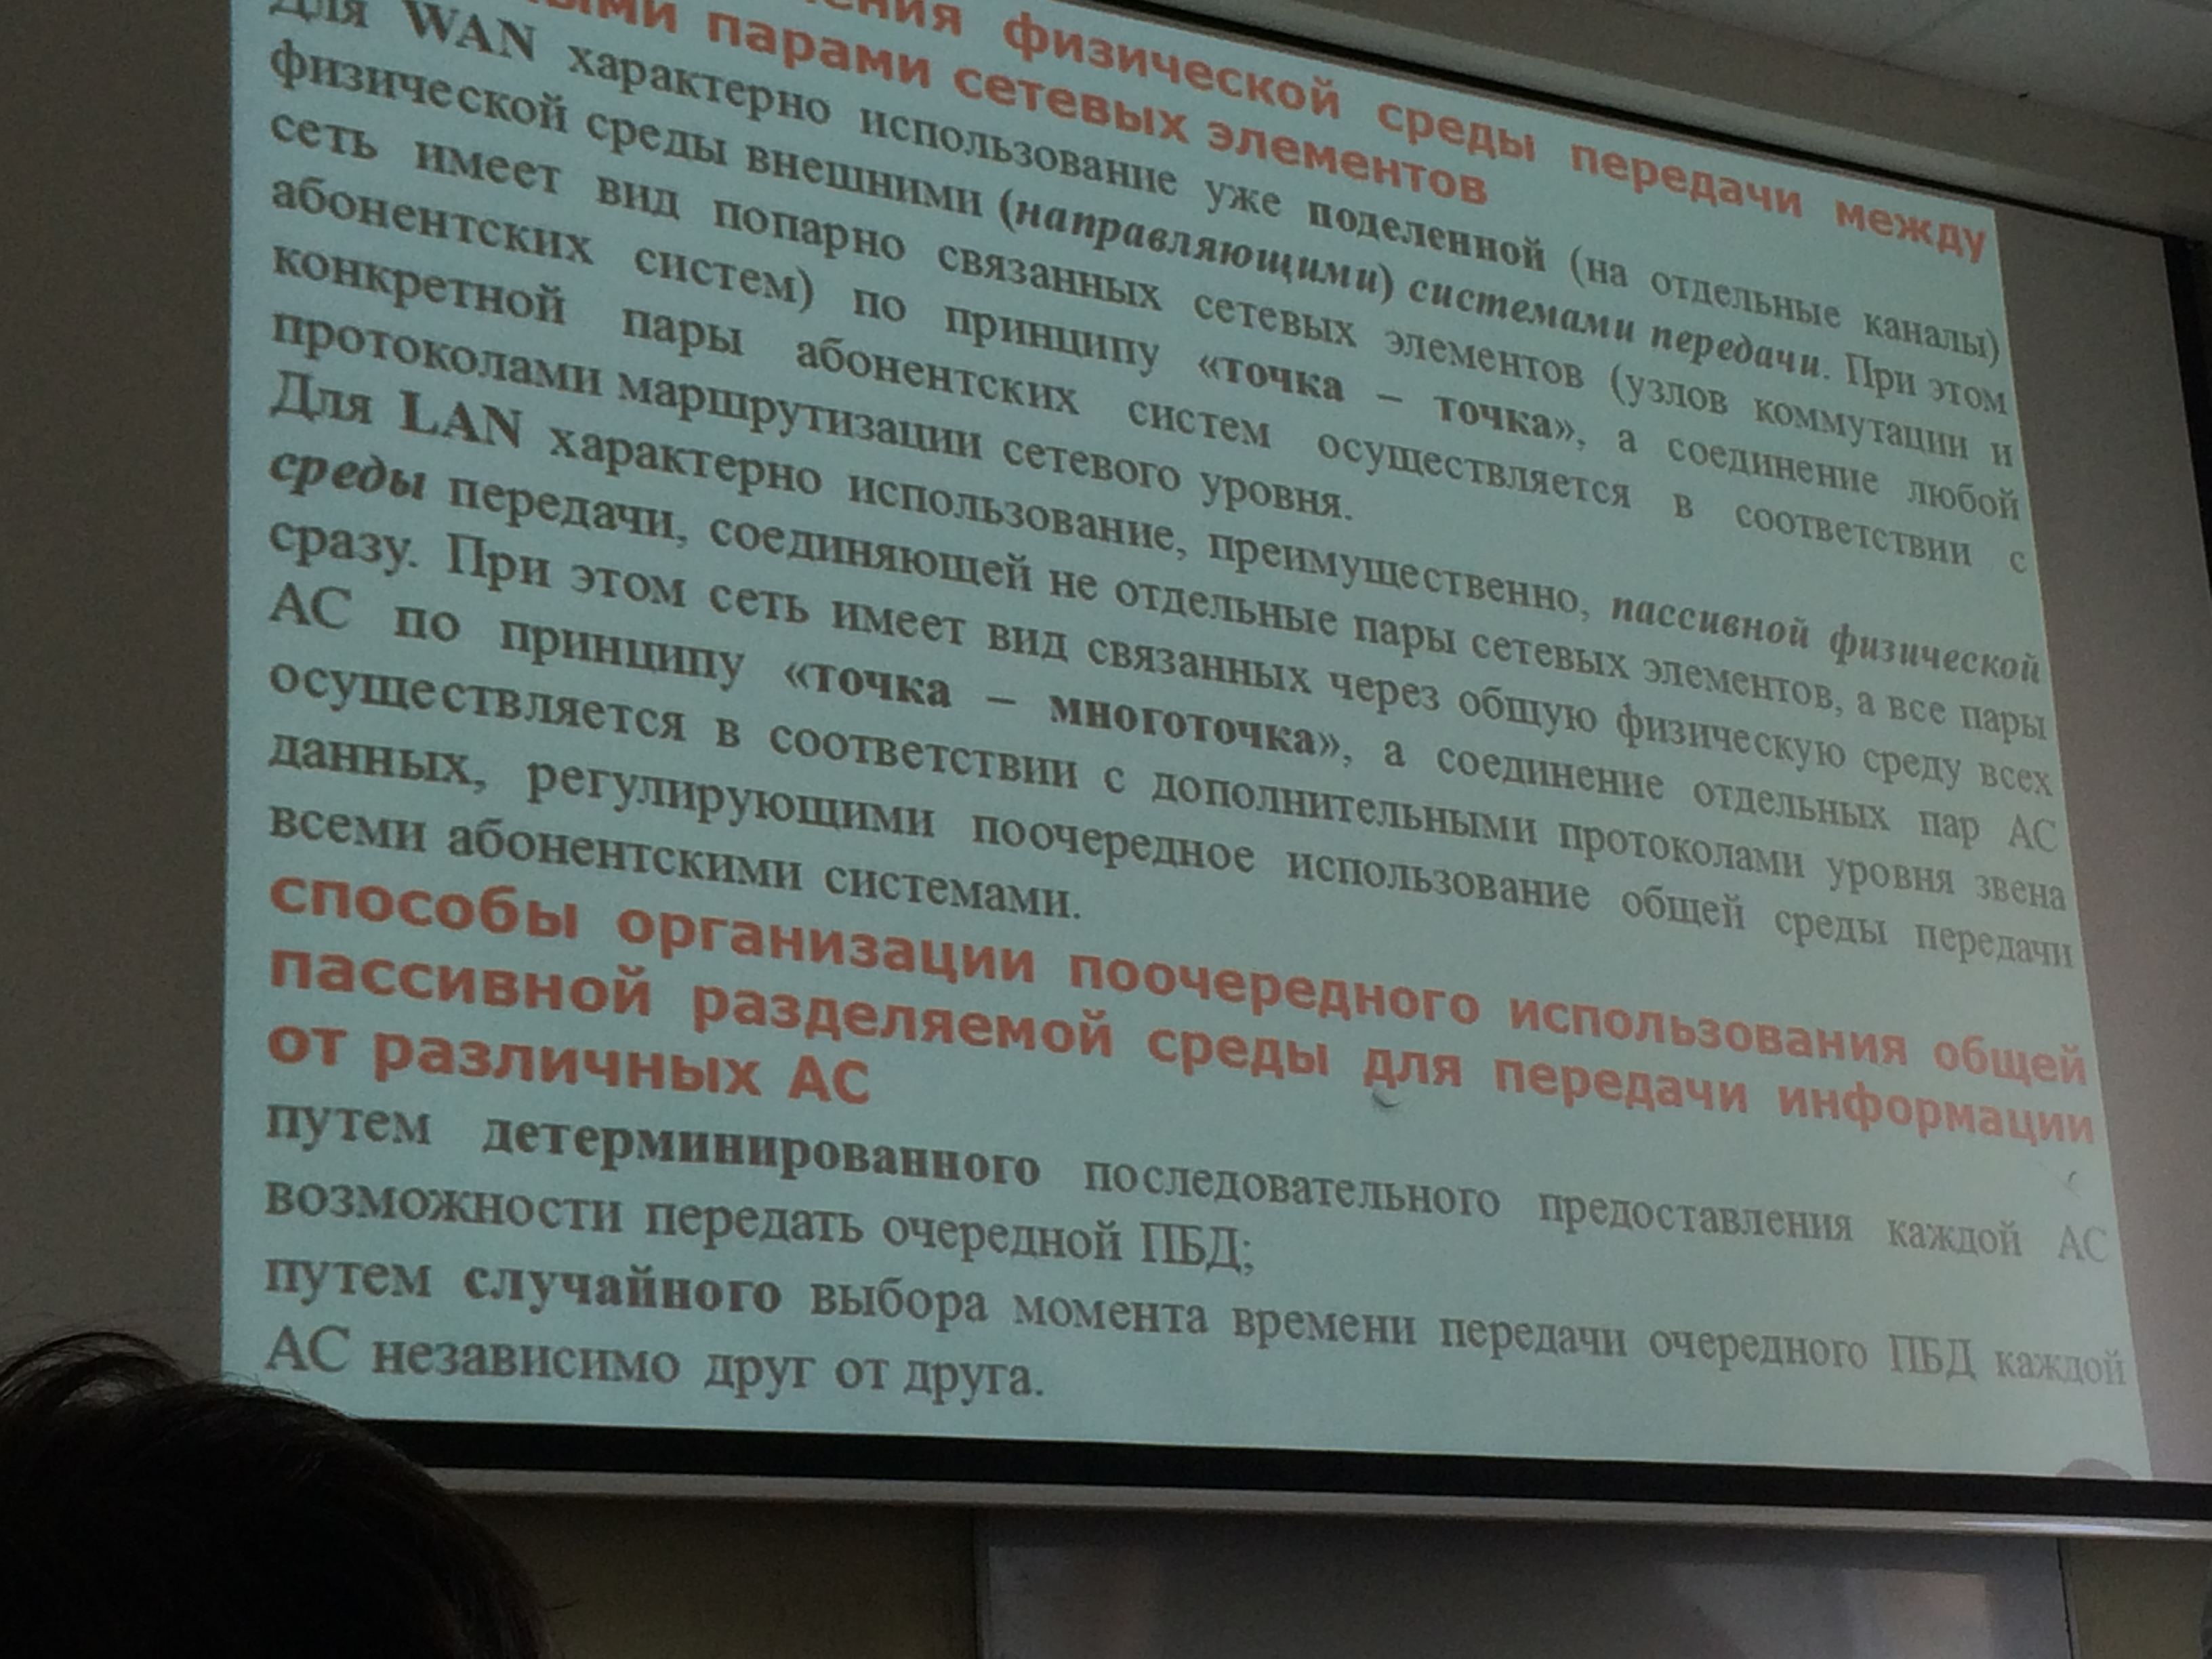 физической среды передачи между
парами сетевых элементов
Для WAN характерно использование уже поделенной (на отдельные каналы)
физической среды внешними (направляющими) системами передачи. При этом
сеть имеет вид попарно связанных сетевых элементов (узлов коммутации и
абонентских систем) по принципу «точка – точка», а соединение любой
конкретной пары абонентских систем осуществляется в соответствии с
протоколами маршрутизации сетевого уровня.
Для LAN характерно использование, преимущественно, пассивной физической
среды передачи, соединяющей не отдельные пары сетевых элементов, а все пары
сразу. При этом сеть имеет вид связанных через общую физическую среду всех
АС по принципу «точка – многоточка», а соединение отдельных пар АС
осуществляется в соответствии с дополнительными протоколами уровня звена
данных, регулирующими поочередное использование общей среды передачи
всеми абонентскими системами.
способы организации поочередного использования общей
пассивной разделяемой среды для передачи информации
от различных АС
путем детерминированного последовательного предоставления каждой АС
возможности передать очередной ПБД;
путем случайного выбора момента времени передачи очередного ПБД каждой
АС независимо друг от друга.